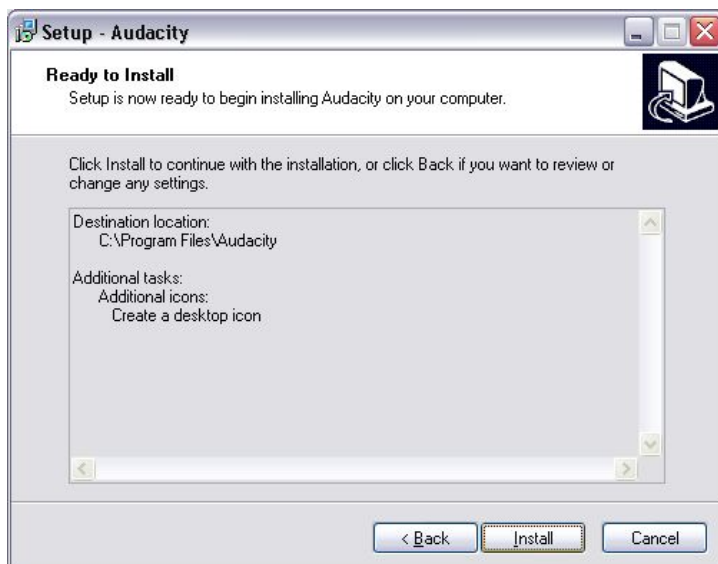 Setup - Audacity
Ready to Install
Setup is now ready to begin installing Audacity on your computer.
Click Install to continue with the installation, or click Back if you want to review or
change any settings.
Destination location:
C:\Program Files\Audacity
Additional tasks:
Additional icons:
Create a desktop icon
< Back
Install
Cancel